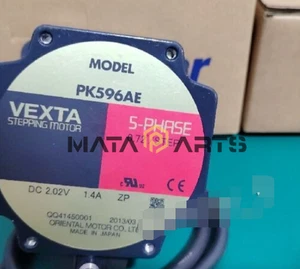 MODEL
PK596AE
VEXTA
STEPPING MOTOR
5-PHASE
MATA PARTS
DC 2.02V 1.4A ZP
QQ41450001 2013/03
ORIENTAL MOTOR CO.,LTD
MADE IN JAPAN